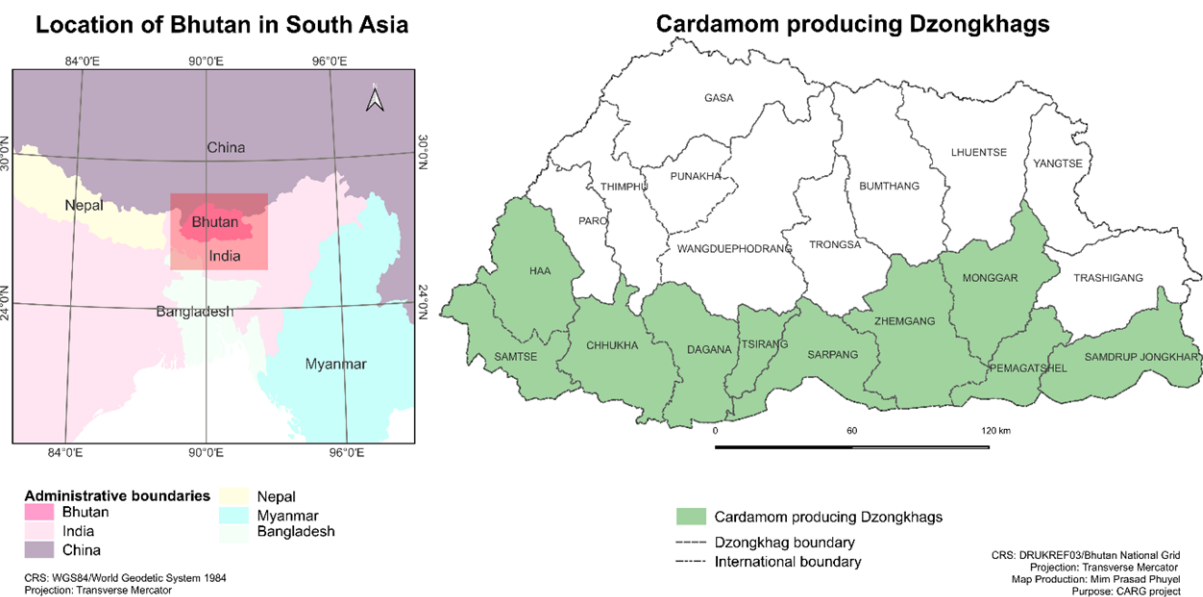 Location of Bhutan in South Asia
84°0'E 90°0'E 96°0'E
30°0'N
24°0'N
China
Nepal
Bhutan
India
Bangladesh
Myanmar
30°0'N
24°0'N
84°0'E 90°0'E 96°0'E
Administrative boundaries
Bhutan
India
China
Nepal
Myanmar
Bangladesh
CRS: WGS84/World Geodetic System 1984
Projection: Transverse Mercator
Cardamom producing Dzongkhags
GASA
LHUENTSE
YANGTSE
PUNAKHA
THIMPHU
BUMTHANG
PARO
WANGDUEPHODRANG
TRONGSA
HAA
MONGGAR
TRASHIGANG
ZHEMGANG
CHHUKHA
DAGANA
TSIRANG
SARPANG
SAMTSE
PEMAGATSHEL
SAMDRUP JONGKHAR
0 60 120 km
Cardamom producing Dzongkhags
Dzongkhag boundary
International boundary
CRS: DRUKREF03/Bhutan National Grid
Projection: Transverse Mercator
Map Production: Mim Prasad Phuyel
Purpose: CARG project